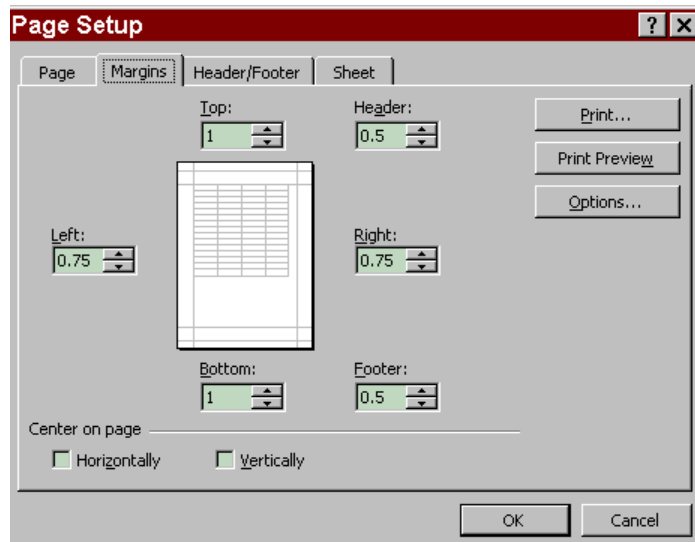 Page Setup ? X
Page Margins Header/Footer Sheet
Top: Header:
1 0.5
Print...
Print Preview
Options...
Left: Right:
0.75 0.75
Bottom: Footer:
1 0.5
Center on page
Horizontally Vertically
OK Cancel